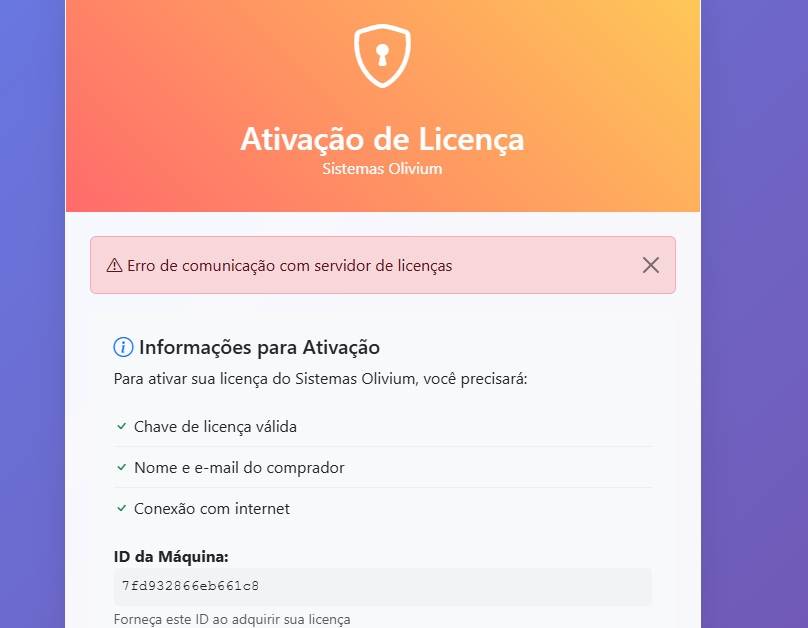 Ativação de Licença
Sistemas Olivium
Erro de comunicação com servidor de licenças
Informações para Ativação
Para ativar sua licença do Sistemas Olivium, você precisará:
Chave de licença válida
Nome e e-mail do comprador
Conexão com internet
ID da Máquina:
7fd932866eb661c8
Forneça este ID ao adquirir sua licença